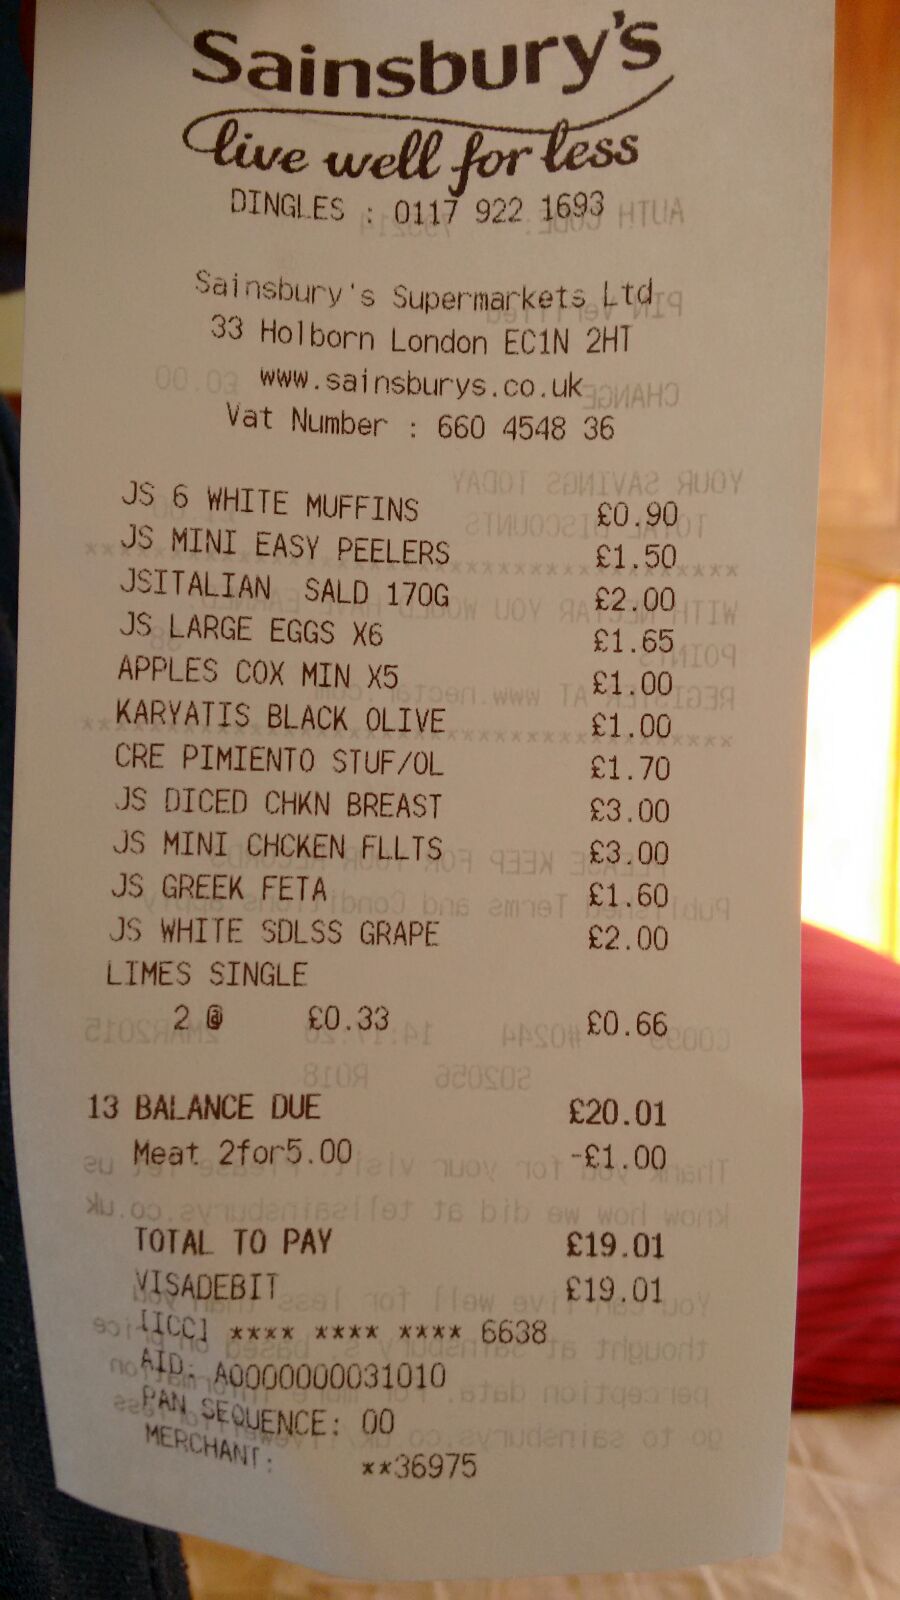 Sainsbury's
live well for less
DINGLES : 0117 922 1693
Sainsbury's Supermarkets Ltd
33 Holborn London EC1N 2HT
www.sainsburys.co.uk
Vat Number : 660 4548 36
JS 6 WHITE MUFFINS £0.90
JS MINI EASY PEELERS £1.50
JSITALIAN SALD 170G £2.00
JS LARGE EGGS X6 £1.65
APPLES COX MIN X5 £1.00
KARYATIS BLACK OLIVE £1.00
CRE PIMIENTO STUF/OL £1.70
JS DICED CHKN BREAST £3.00
JS MINI CHCKEN FLLTS £3.00
JS GREEK FETA £1.60
JS WHITE SDLSS GRAPE £2.00
LIMES SINGLE
2 @ £0.33 £0.66
13 BALANCE DUE £20.01
Meat 2for5.00 -£1.00
TOTAL TO PAY £19.01
VISADEBIT £19.01
[ICC] **** **** **** 6638
AID: A0000000031010
PAN SEQUENCE: 00
MERCHANT: **36975